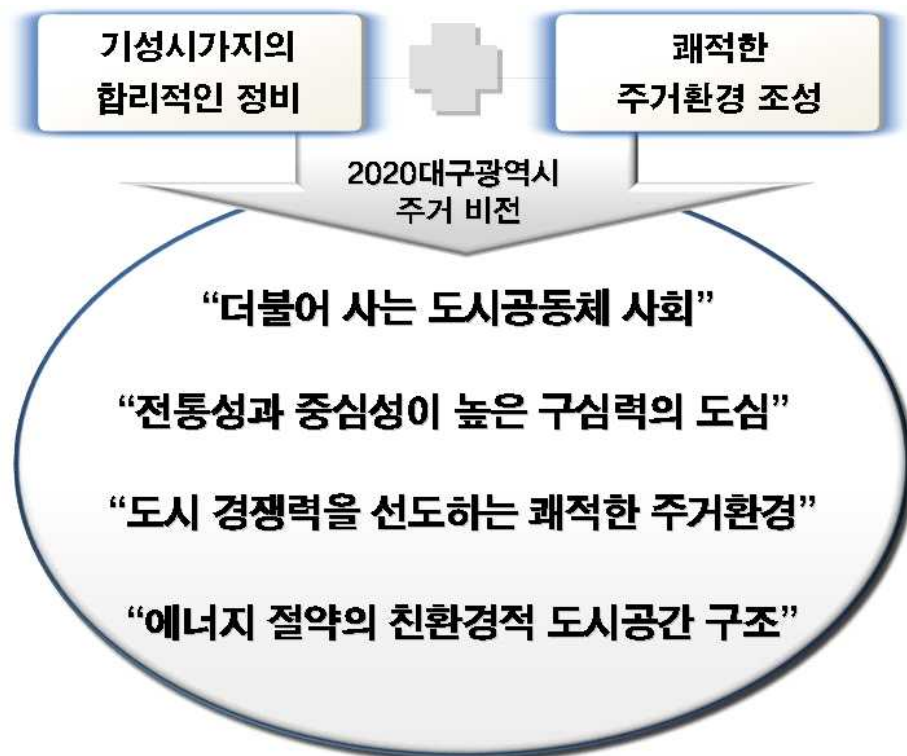 기성시가지의
합리적인 정비
쾌적한
주거환경 조성
2020대구광역시
주거 비전
“더불어 사는 도시공동체 사회”
“전통성과 중심성이 높은 구심력의 도심”
“도시 경쟁력을 선도하는 쾌적한 주거환경”
“에너지 절약의 친환경적 도시공간 구조”